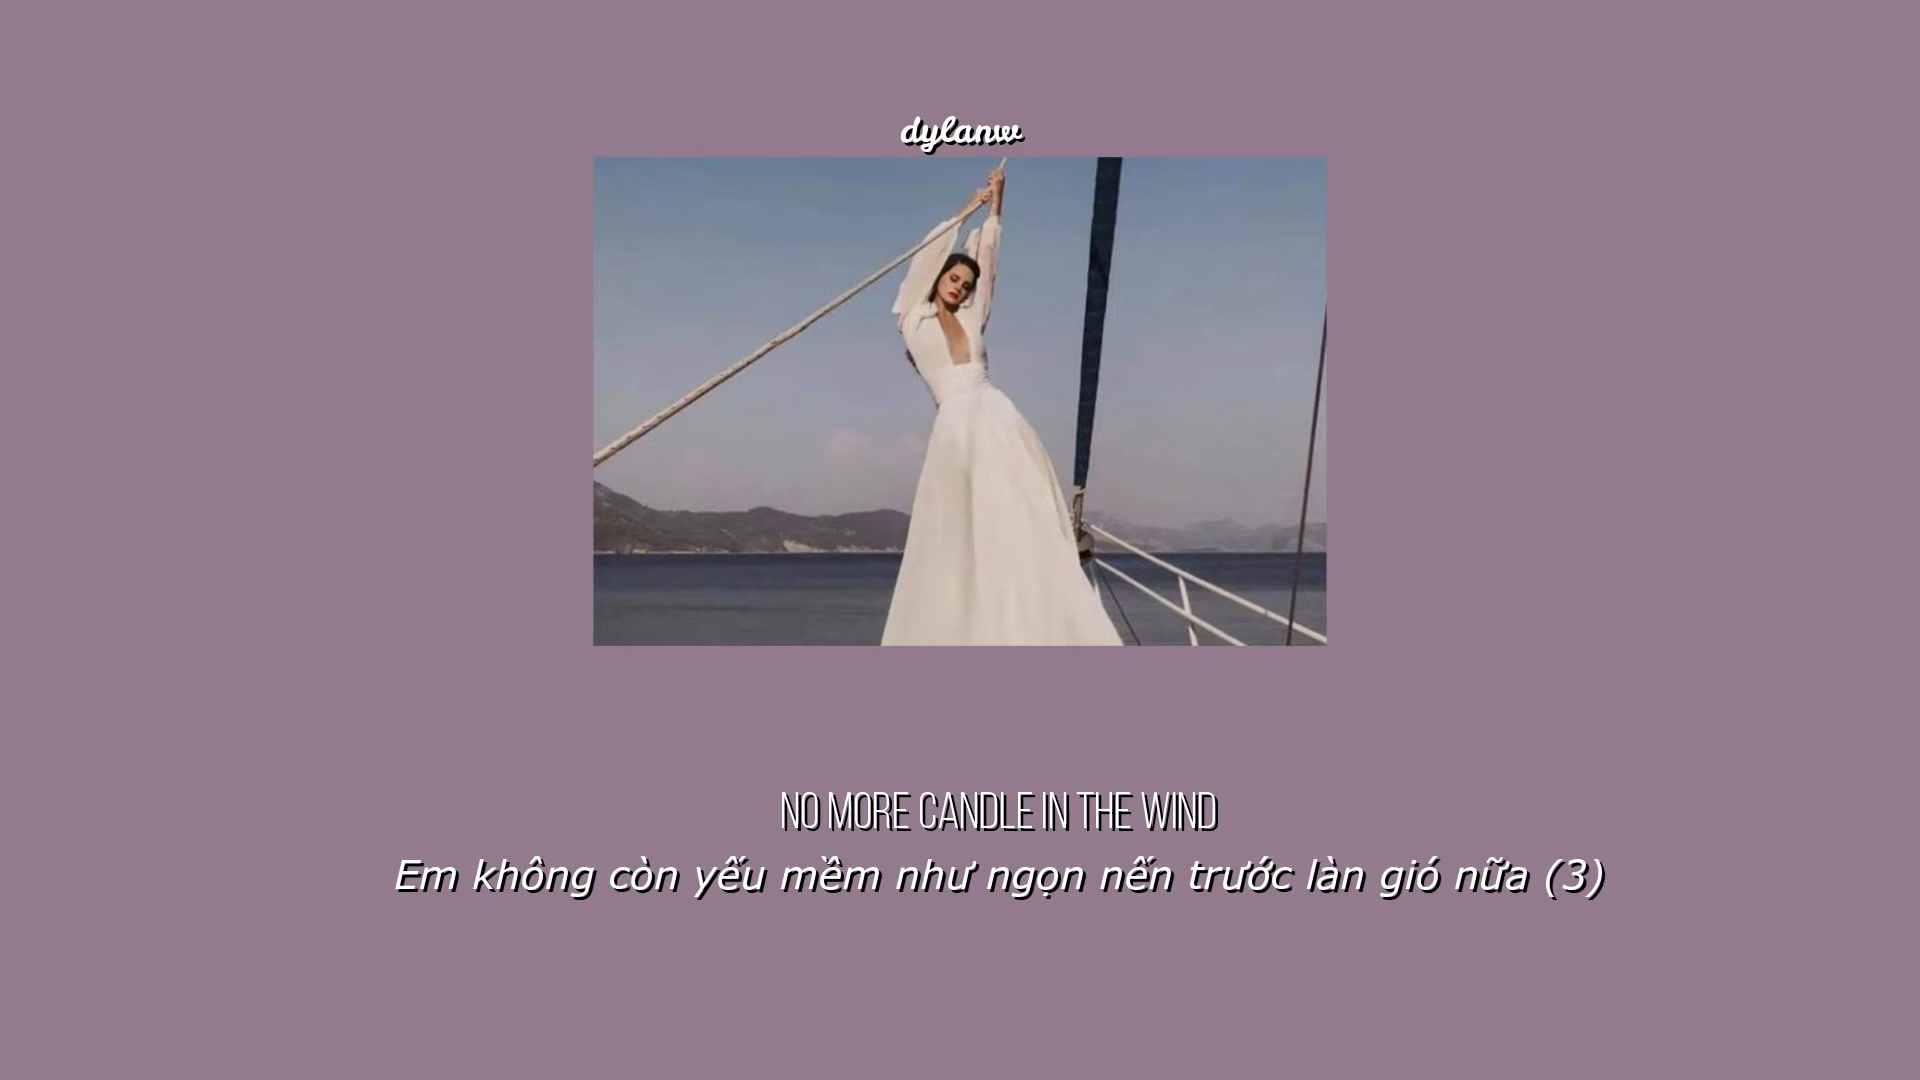 dylanw
NO MORE CANDLE IN THE WIND
Em không còn yếu mềm như ngọn nến trước làn gió nữa (3)